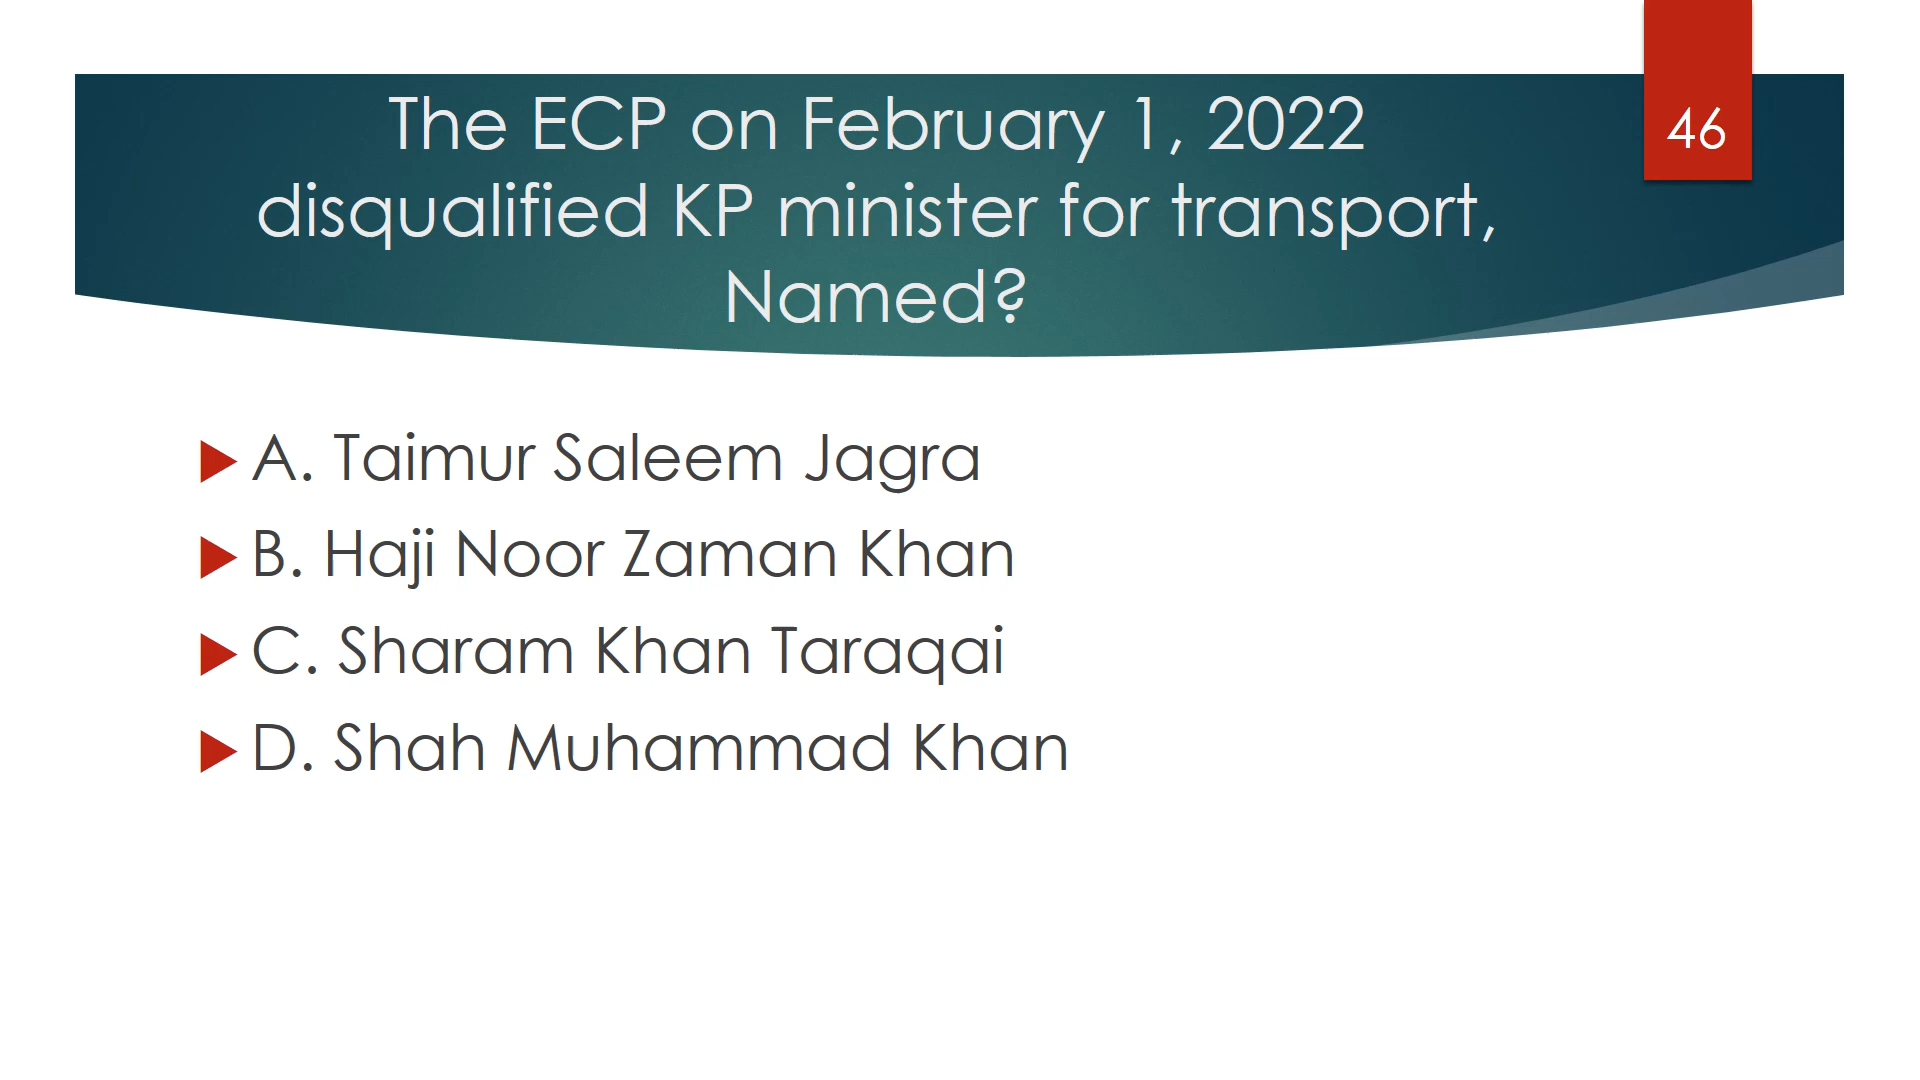 The ECP on February 1, 2022
disqualified KP minister for transport,
Named?
46
A. Taimur Saleem Jagra
B. Haji Noor Zaman Khan
C. Sharam Khan Taraqai
D. Shah Muhammad Khan